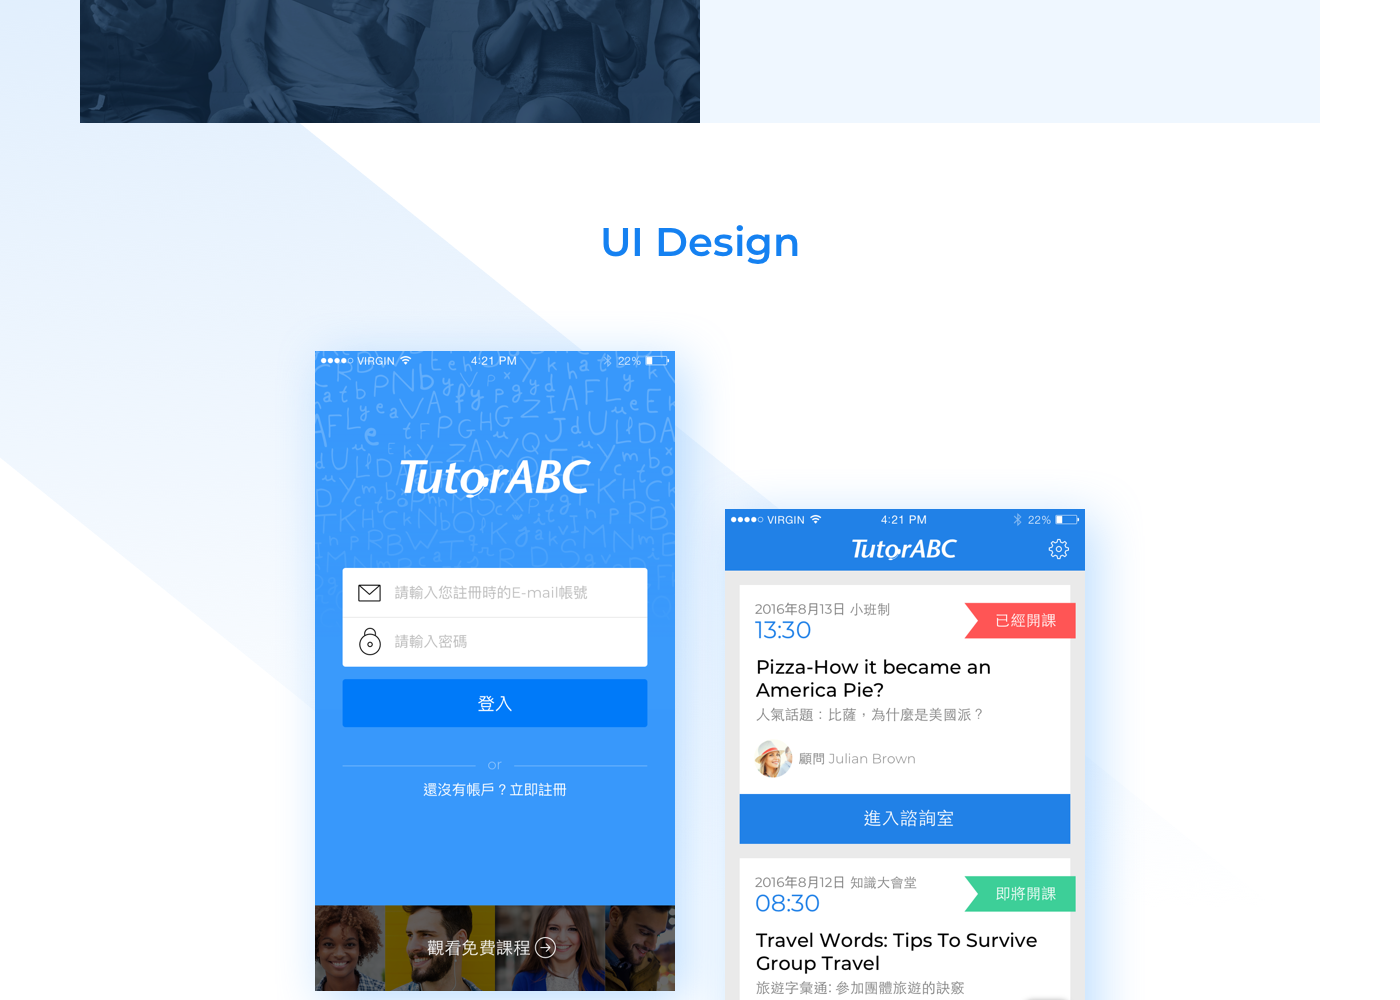 UI Design
VIRGIN 4:21 PM 22%
TutorABC
請輸入您註冊時的E-mail帳號
請輸入密碼
登入
or
還沒有帳戶？立即註冊
觀看免費課程
VIRGIN 4:21 PM 22%
TutorABC
2016年8月13日 小班制
13:30
已經開課
Pizza-How it became an
America Pie?
人氣話題：比薩，為什麼是美國派？
顧問 Julian Brown
進入諮詢室
2016年8月12日 知識大會堂
08:30
即將開課
Travel Words: Tips To Survive
Group Travel
旅遊字彙通: 參加團體旅遊的訣竅